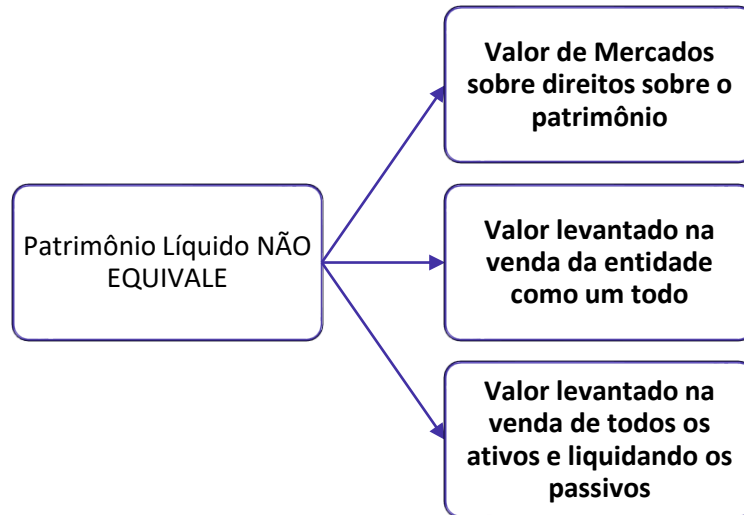 Valor de Mercados
sobre direitos sobre o
patrimônio
Patrimônio Líquido NÃO
EQUIVALE
Valor levantado na
venda da entidade
como um todo
Valor levantado na
venda de todos os
ativos e liquidando os
passivos